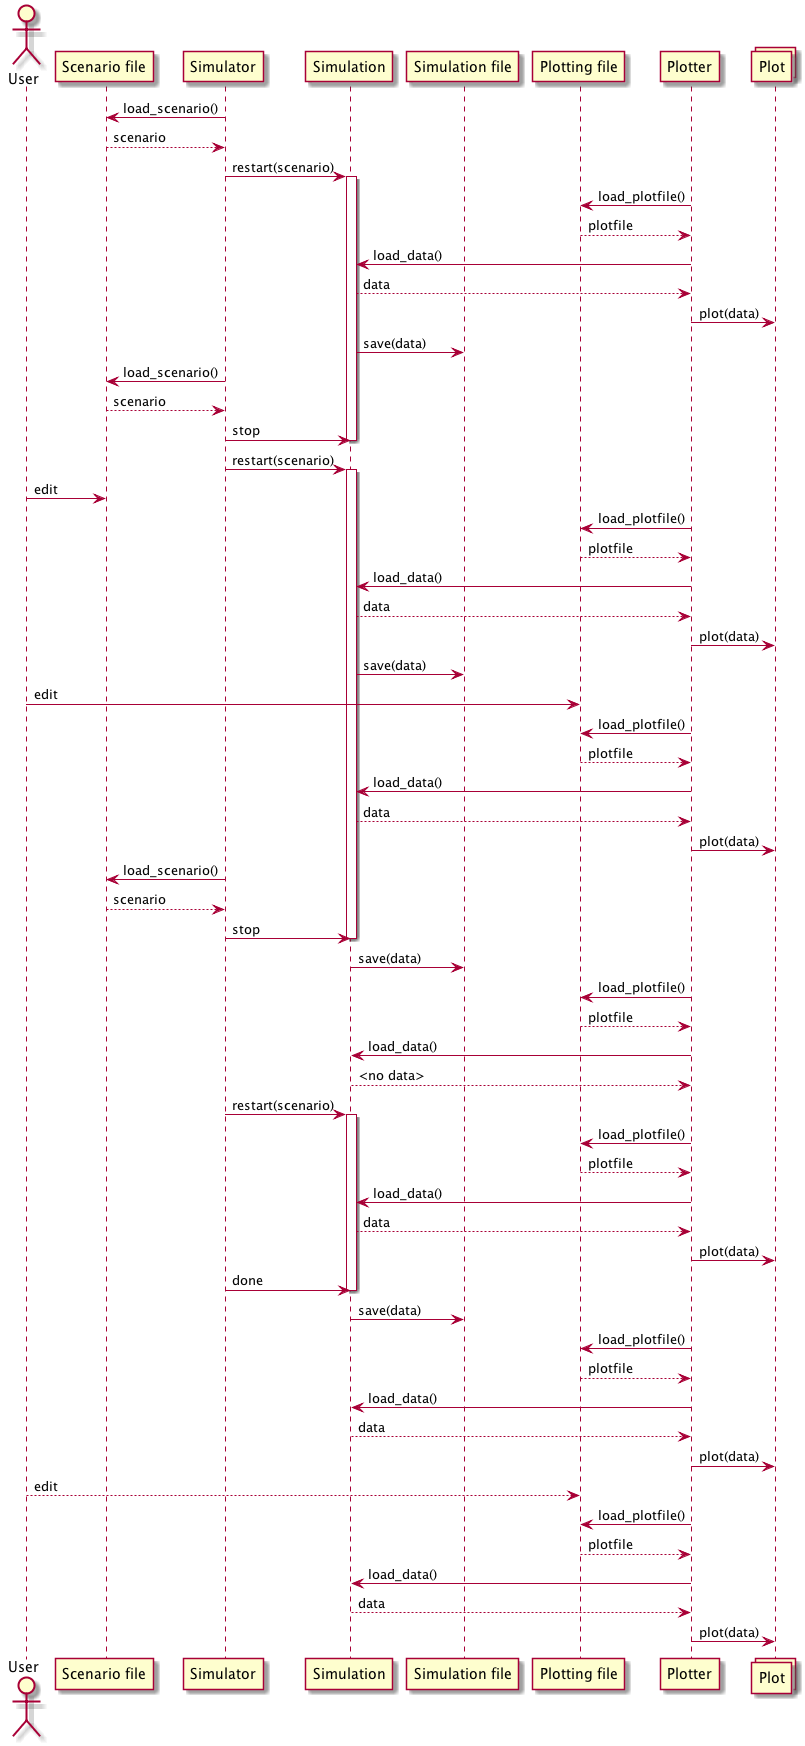 User
Scenario file
Simulator
Simulation
Simulation file
Plotting file
Plotter
Plot
load_scenario()
scenario
restart(scenario)
load_plotfile()
plotfile
load_data()
data
plot(data)
save(data)
load_scenario()
scenario
stop
restart(scenario)
edit
load_plotfile()
plotfile
load_data()
data
plot(data)
save(data)
edit
load_plotfile()
plotfile
load_data()
data
plot(data)
load_scenario()
scenario
stop
save(data)
load_plotfile()
plotfile
load_data()
<no data>
restart(scenario)
load_plotfile()
plotfile
load_data()
data
plot(data)
done
save(data)
load_plotfile()
plotfile
load_data()
data
plot(data)
edit
load_plotfile()
plotfile
load_data()
data
plot(data)
User
Scenario file
Simulator
Simulation
Simulation file
Plotting file
Plotter
Plot